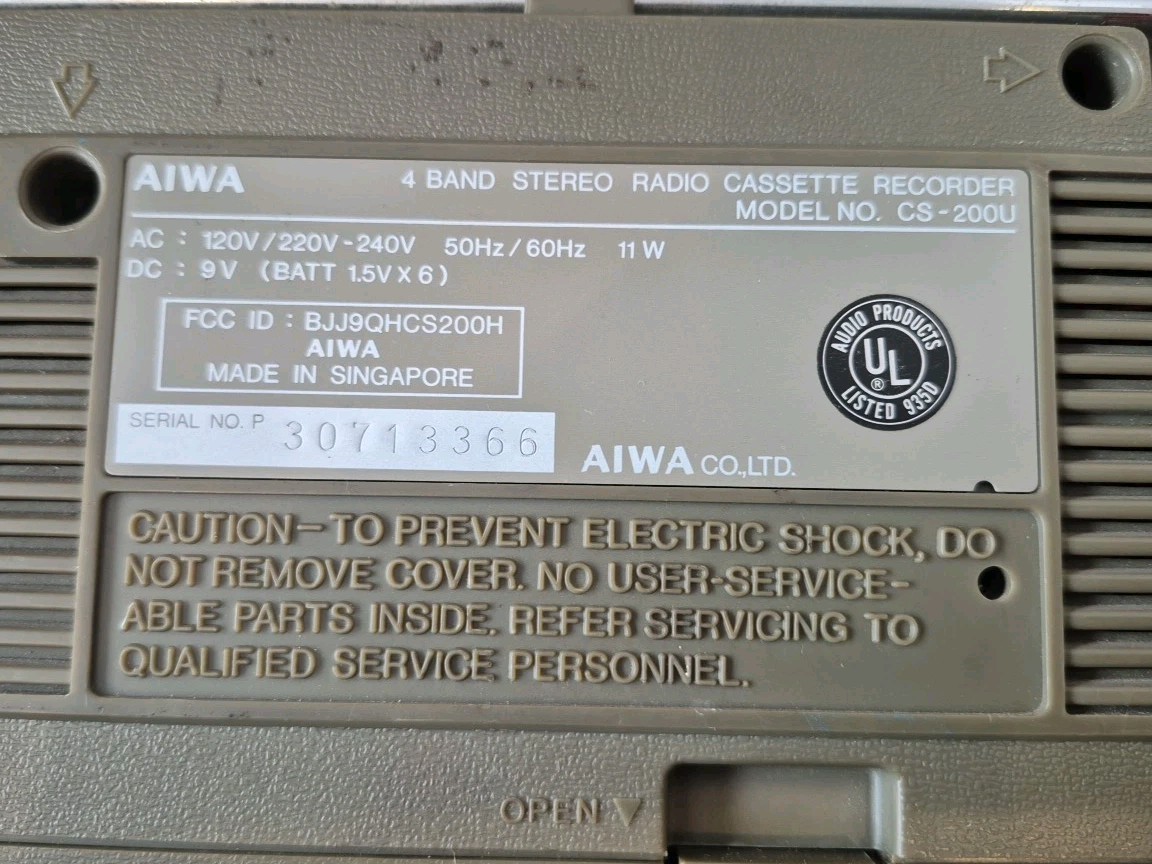 AIWA 4 BAND STEREO RADIO CASSETTE RECORDER
MODEL NO. CS-200U
AC : 120V/220V-240V 50Hz/60Hz 11W
DC : 9V (BATT 1.5V X 6)
FCC ID : BJJ9QHCS200H
AIWA
MADE IN SINGAPORE
AUDIO PRODUCTS
UL ®
LISTED 935D
SERIAL NO. P 30713366
AIWA CO.,LTD.
CAUTION — TO PREVENT ELECTRIC SHOCK, DO
NOT REMOVE COVER. NO USER-SERVICE-
ABLE PARTS INSIDE. REFER SERVICING TO
QUALIFIED SERVICE PERSONNEL.
OPEN